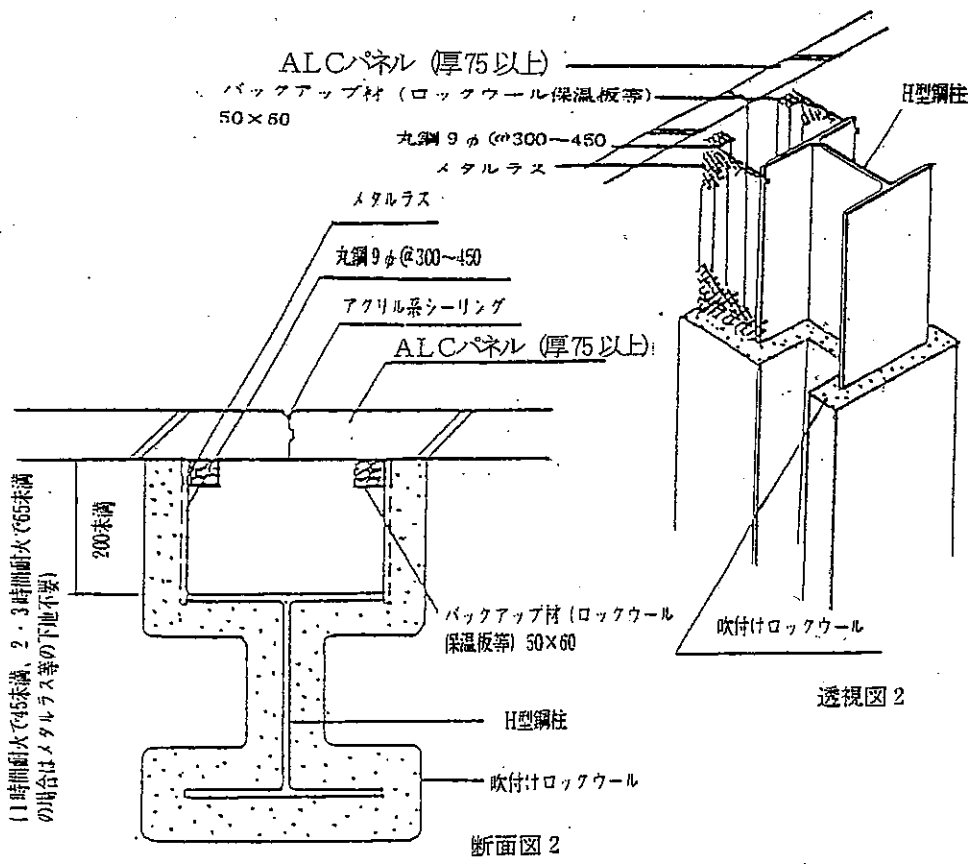 ALCパネル (厚75以上)
バックアップ材 (ロックウール保温板等)
50×60
丸鋼9φ@300~450
メタルラス
H型鋼柱
メタルラス
丸鋼9φ@300~450
アクリル系シーリング
ALCパネル (厚75以上)
200未満
(1時間耐火で45未満、2・3時間耐火で65未満
の場合はメタルラス等の下地不要)
バックアップ材 (ロックウール
保温板等) 50×60
H型鋼柱
吹付けロックウール
断面図2
吹付けロックウール
透視図2